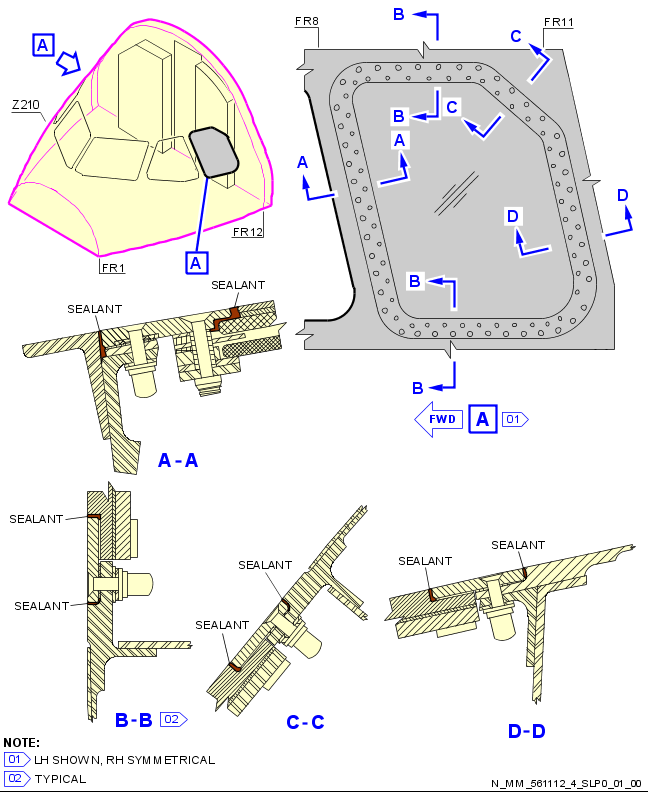 FR8
B
FR11
A
C
Z210
B
C
A
A
D
D
FR12
FR1
A
B
SEALANT
SEALANT
B
FWD A 01
A-A
SEALANT
SEALANT
SEALANT
SEALANT
SEALANT
SEALANT
SEALANT
B-B 02
C-C
D-D
NOTE:
01 LH SHOWN, RH SYMMETRICAL
02 TYPICAL
N_MM_561112_4_SLP0_01_00